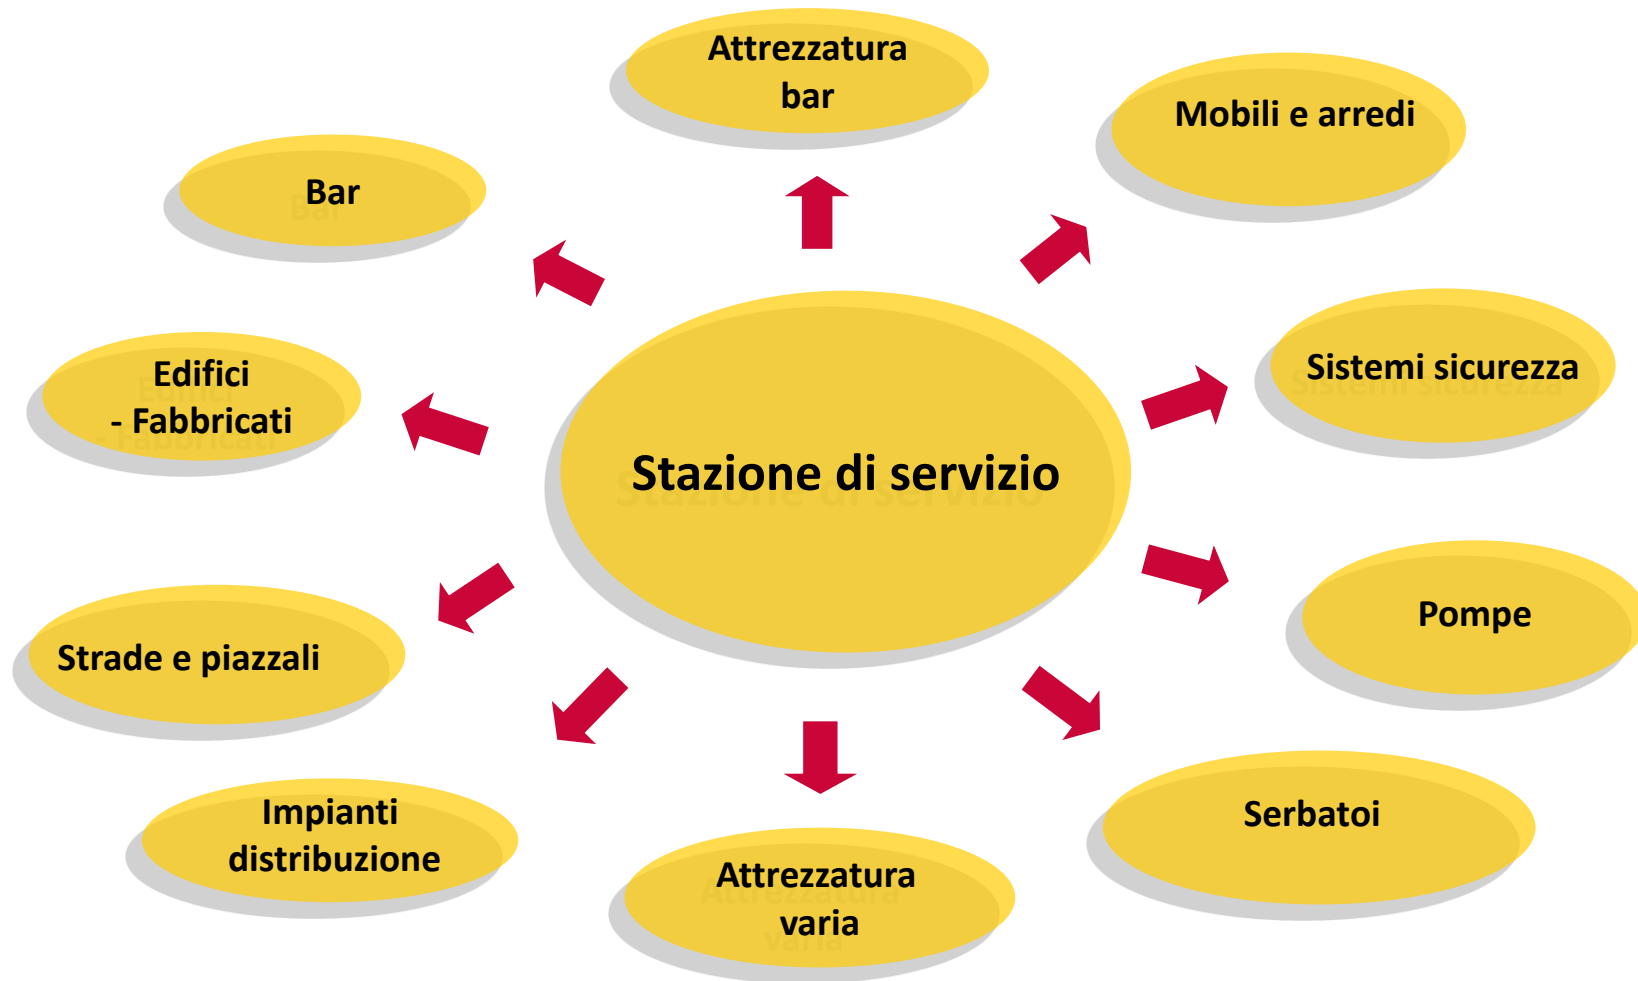 Attrezzatura
bar
Mobili e arredi
Bar
Sistemi sicurezza
Edifici
- Fabbricati
Stazione di servizio
Pompe
Strade e piazzali
Serbatoi
Impianti
distribuzione
Attrezzatura
varia